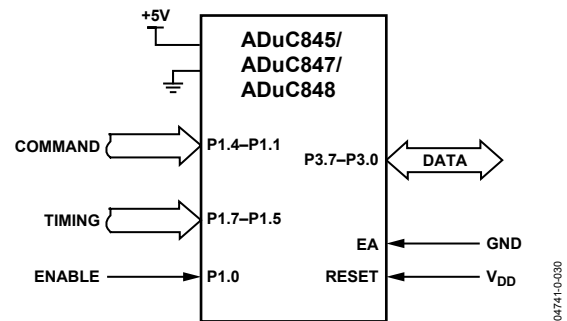 +5V
ADuC845/
ADuC847/
ADuC848
COMMAND
P1.4–P1.1
P3.7–P3.0
DATA
TIMING
P1.7–P1.5
EA
GND
ENABLE
P1.0
RESET
VDD
04741-0-030